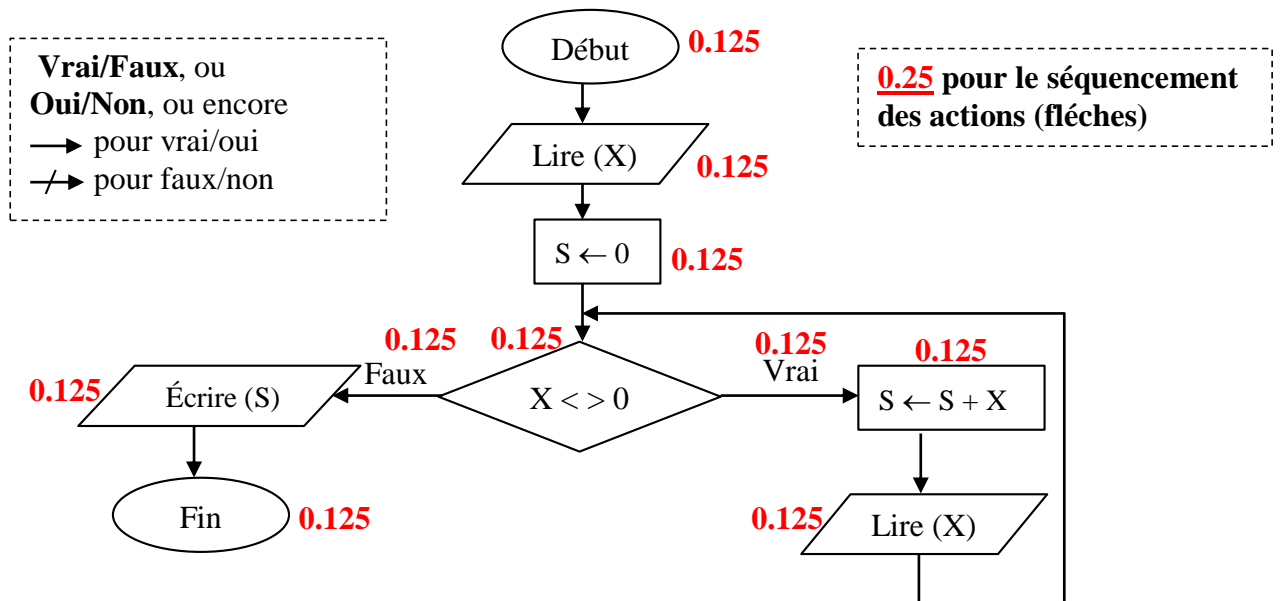 Vrai/Faux, ou
Oui/Non, ou encore
→ pour vrai/oui
⇸ pour faux/non
Début
0.125
0.25 pour le séquencement
des actions (fléches)
Lire (X)
0.125
S ← 0
0.125
0.125
0.125
0.125
0.125
0.125
Écrire (S)
Faux
X < > 0
Vrai
S ← S + X
Fin
0.125
0.125
Lire (X)